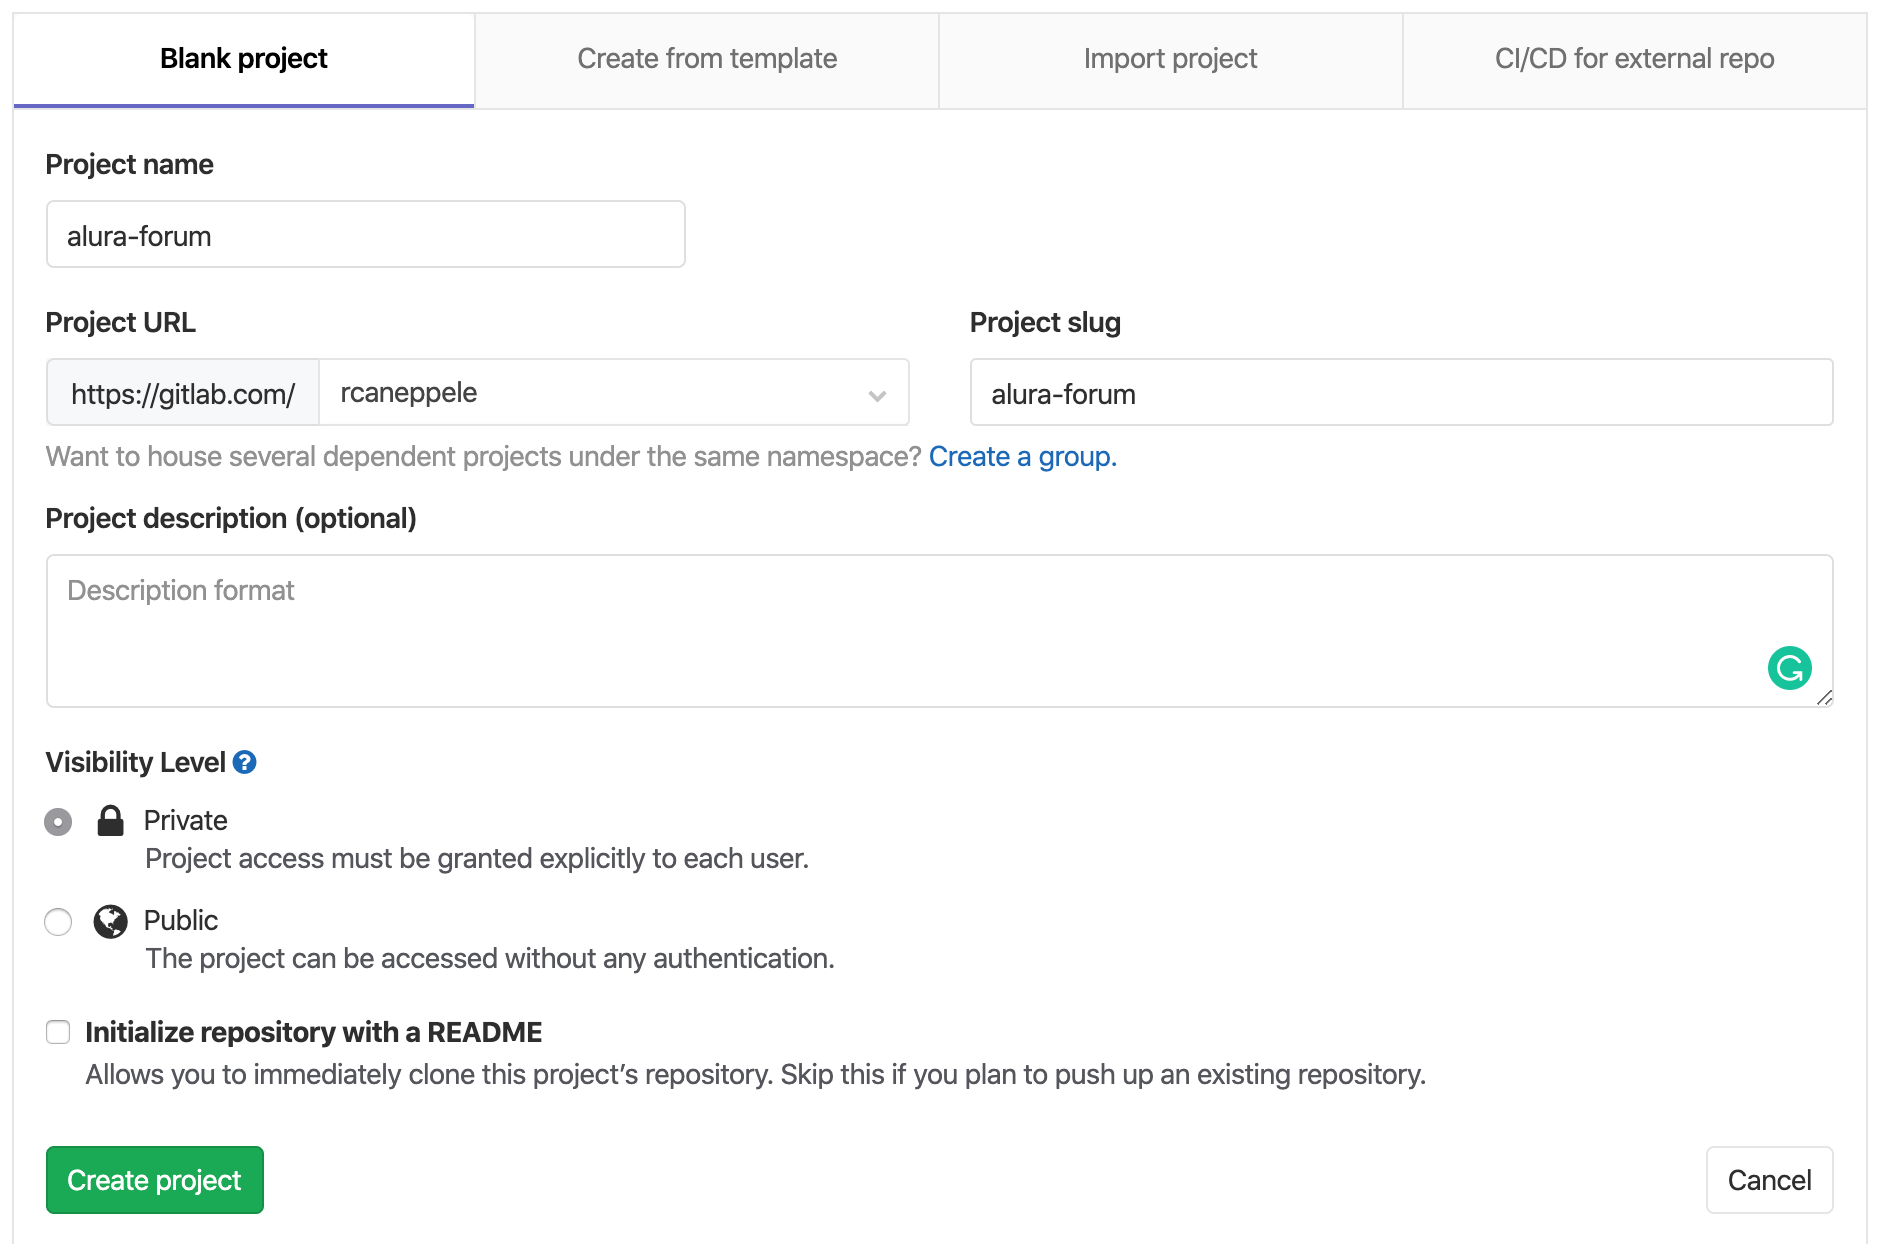 Blank project
Create from template
Import project
CI/CD for external repo
Project name
alura-forum
Project URL
Project slug
https://gitlab.com/ rcaneppele
alura-forum
Want to house several dependent projects under the same namespace? Create a group.
Project description (optional)
Description format
Visibility Level
Private
Project access must be granted explicitly to each user.
Public
The project can be accessed without any authentication.
Initialize repository with a README
Allows you to immediately clone this project’s repository. Skip this if you plan to push up an existing repository.
Create project
Cancel